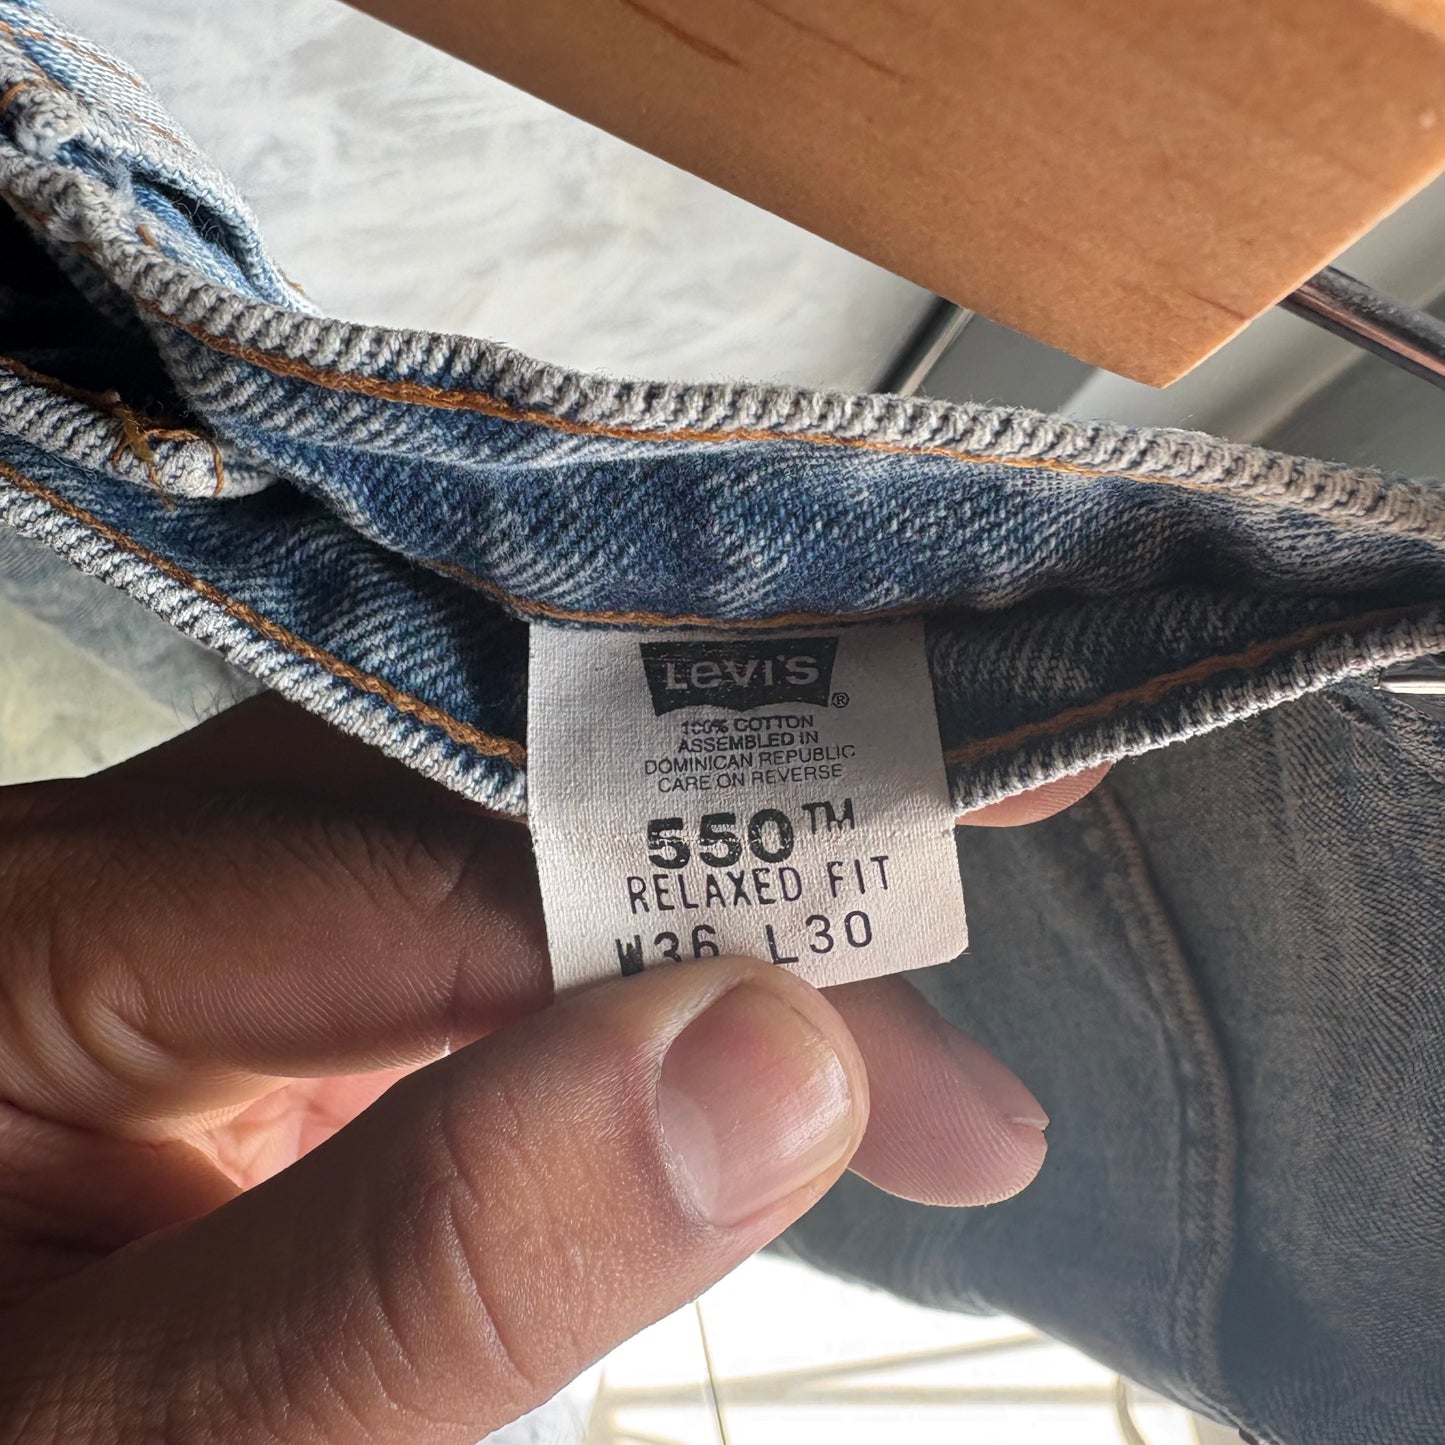 LEVI'S®
100% COTTON
ASSEMBLED IN
DOMINICAN REPUBLIC
CARE ON REVERSE
550™
RELAXED FIT
W36 L30